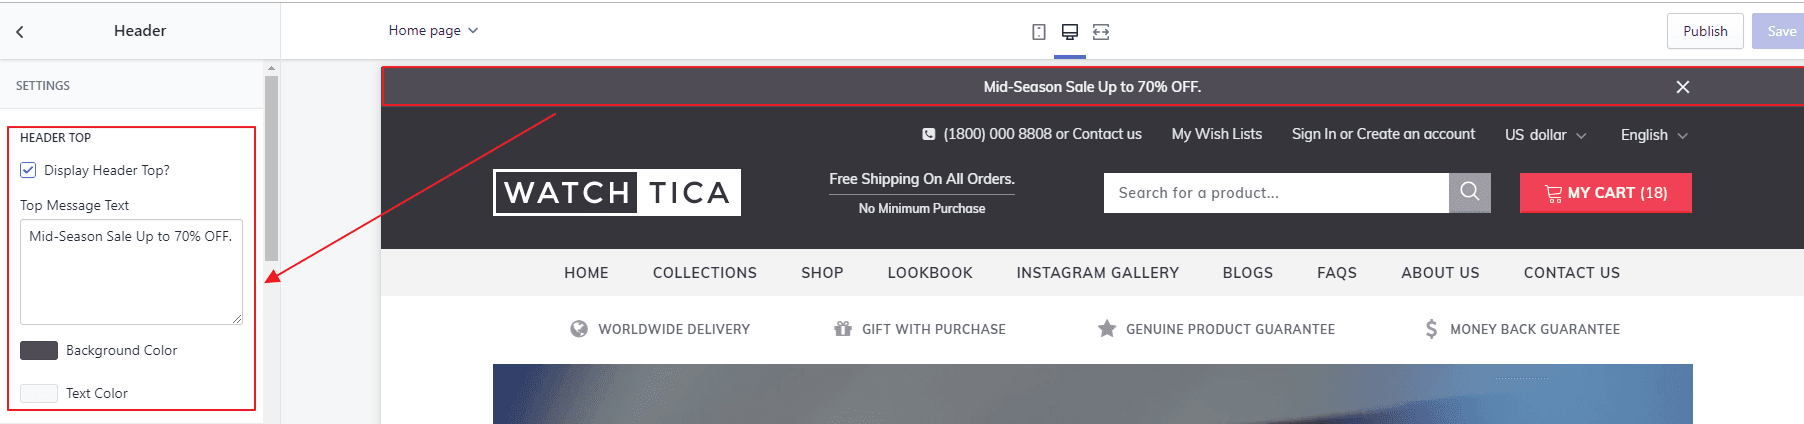 Header
Home page
Publish
Save
SETTINGS
HEADER TOP
Display Header Top?
Top Message Text
Mid-Season Sale Up to 70% OFF.
Background Color
Text Color
Mid-Season Sale Up to 70% OFF.
(1800) 000 8808 or Contact us My Wish Lists Sign In or Create an account US dollar English
WATCH TICA
Free Shipping On All Orders.
No Minimum Purchase
Search for a product...
MY CART (18)
HOME COLLECTIONS SHOP LOOKBOOK INSTAGRAM GALLERY BLOGS FAQS ABOUT US CONTACT US
WORLDWIDE DELIVERY GIFT WITH PURCHASE GENUINE PRODUCT GUARANTEE MONEY BACK GUARANTEE